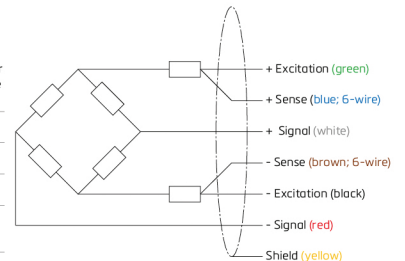 + Excitation (green)
+ Sense (blue; 6-wire)
+ Signal (white)
- Sense (brown; 6-wire)
- Excitation (black)
- Signal (red)
Shield (yellow)